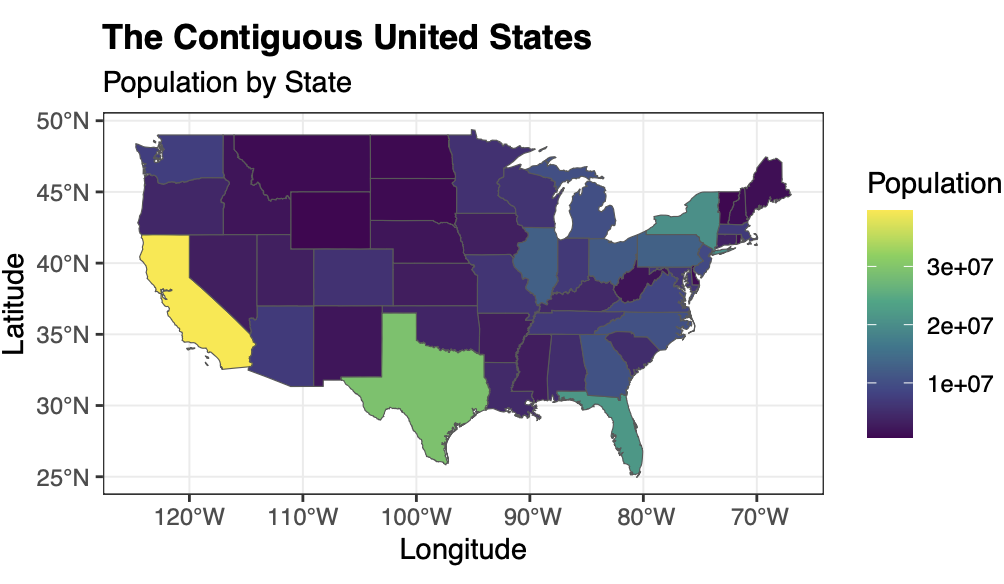 The Contiguous United States
Population by State
50°N
45°N
40°N
35°N
30°N
25°N
Latitude
120°W 110°W 100°W 90°W 80°W 70°W
Longitude
Population
3e+07
2e+07
1e+07